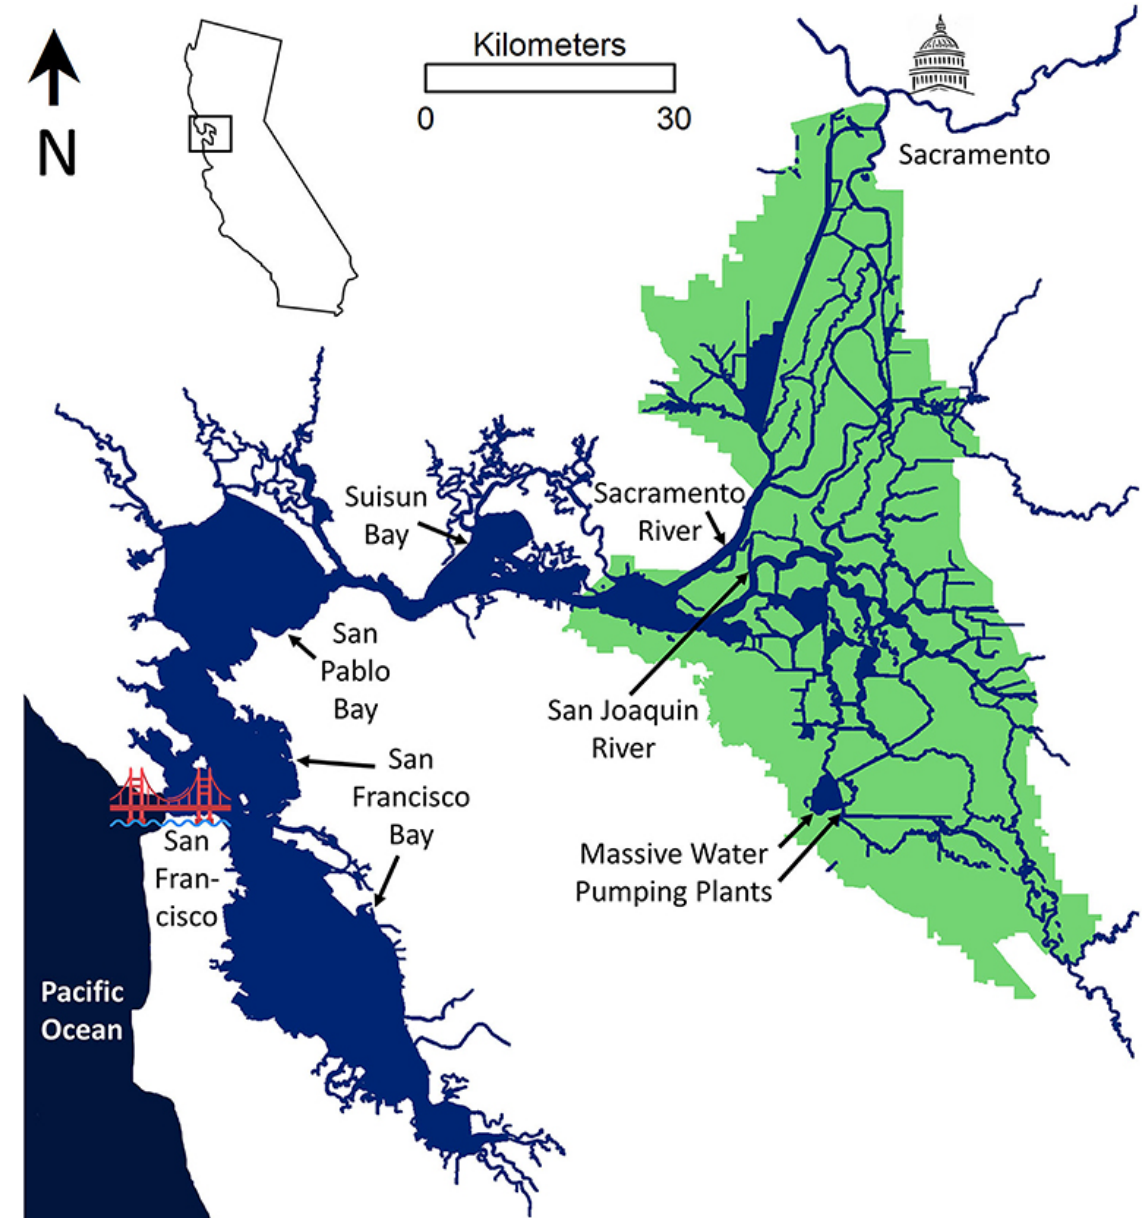 Kilometers
0 30
N
Sacramento
Suisun
Bay
Sacramento
River
San
Pablo
Bay
San Joaquin
River
San
Francisco
Bay
San
Fran-
cisco
Massive Water
Pumping Plants
Pacific
Ocean